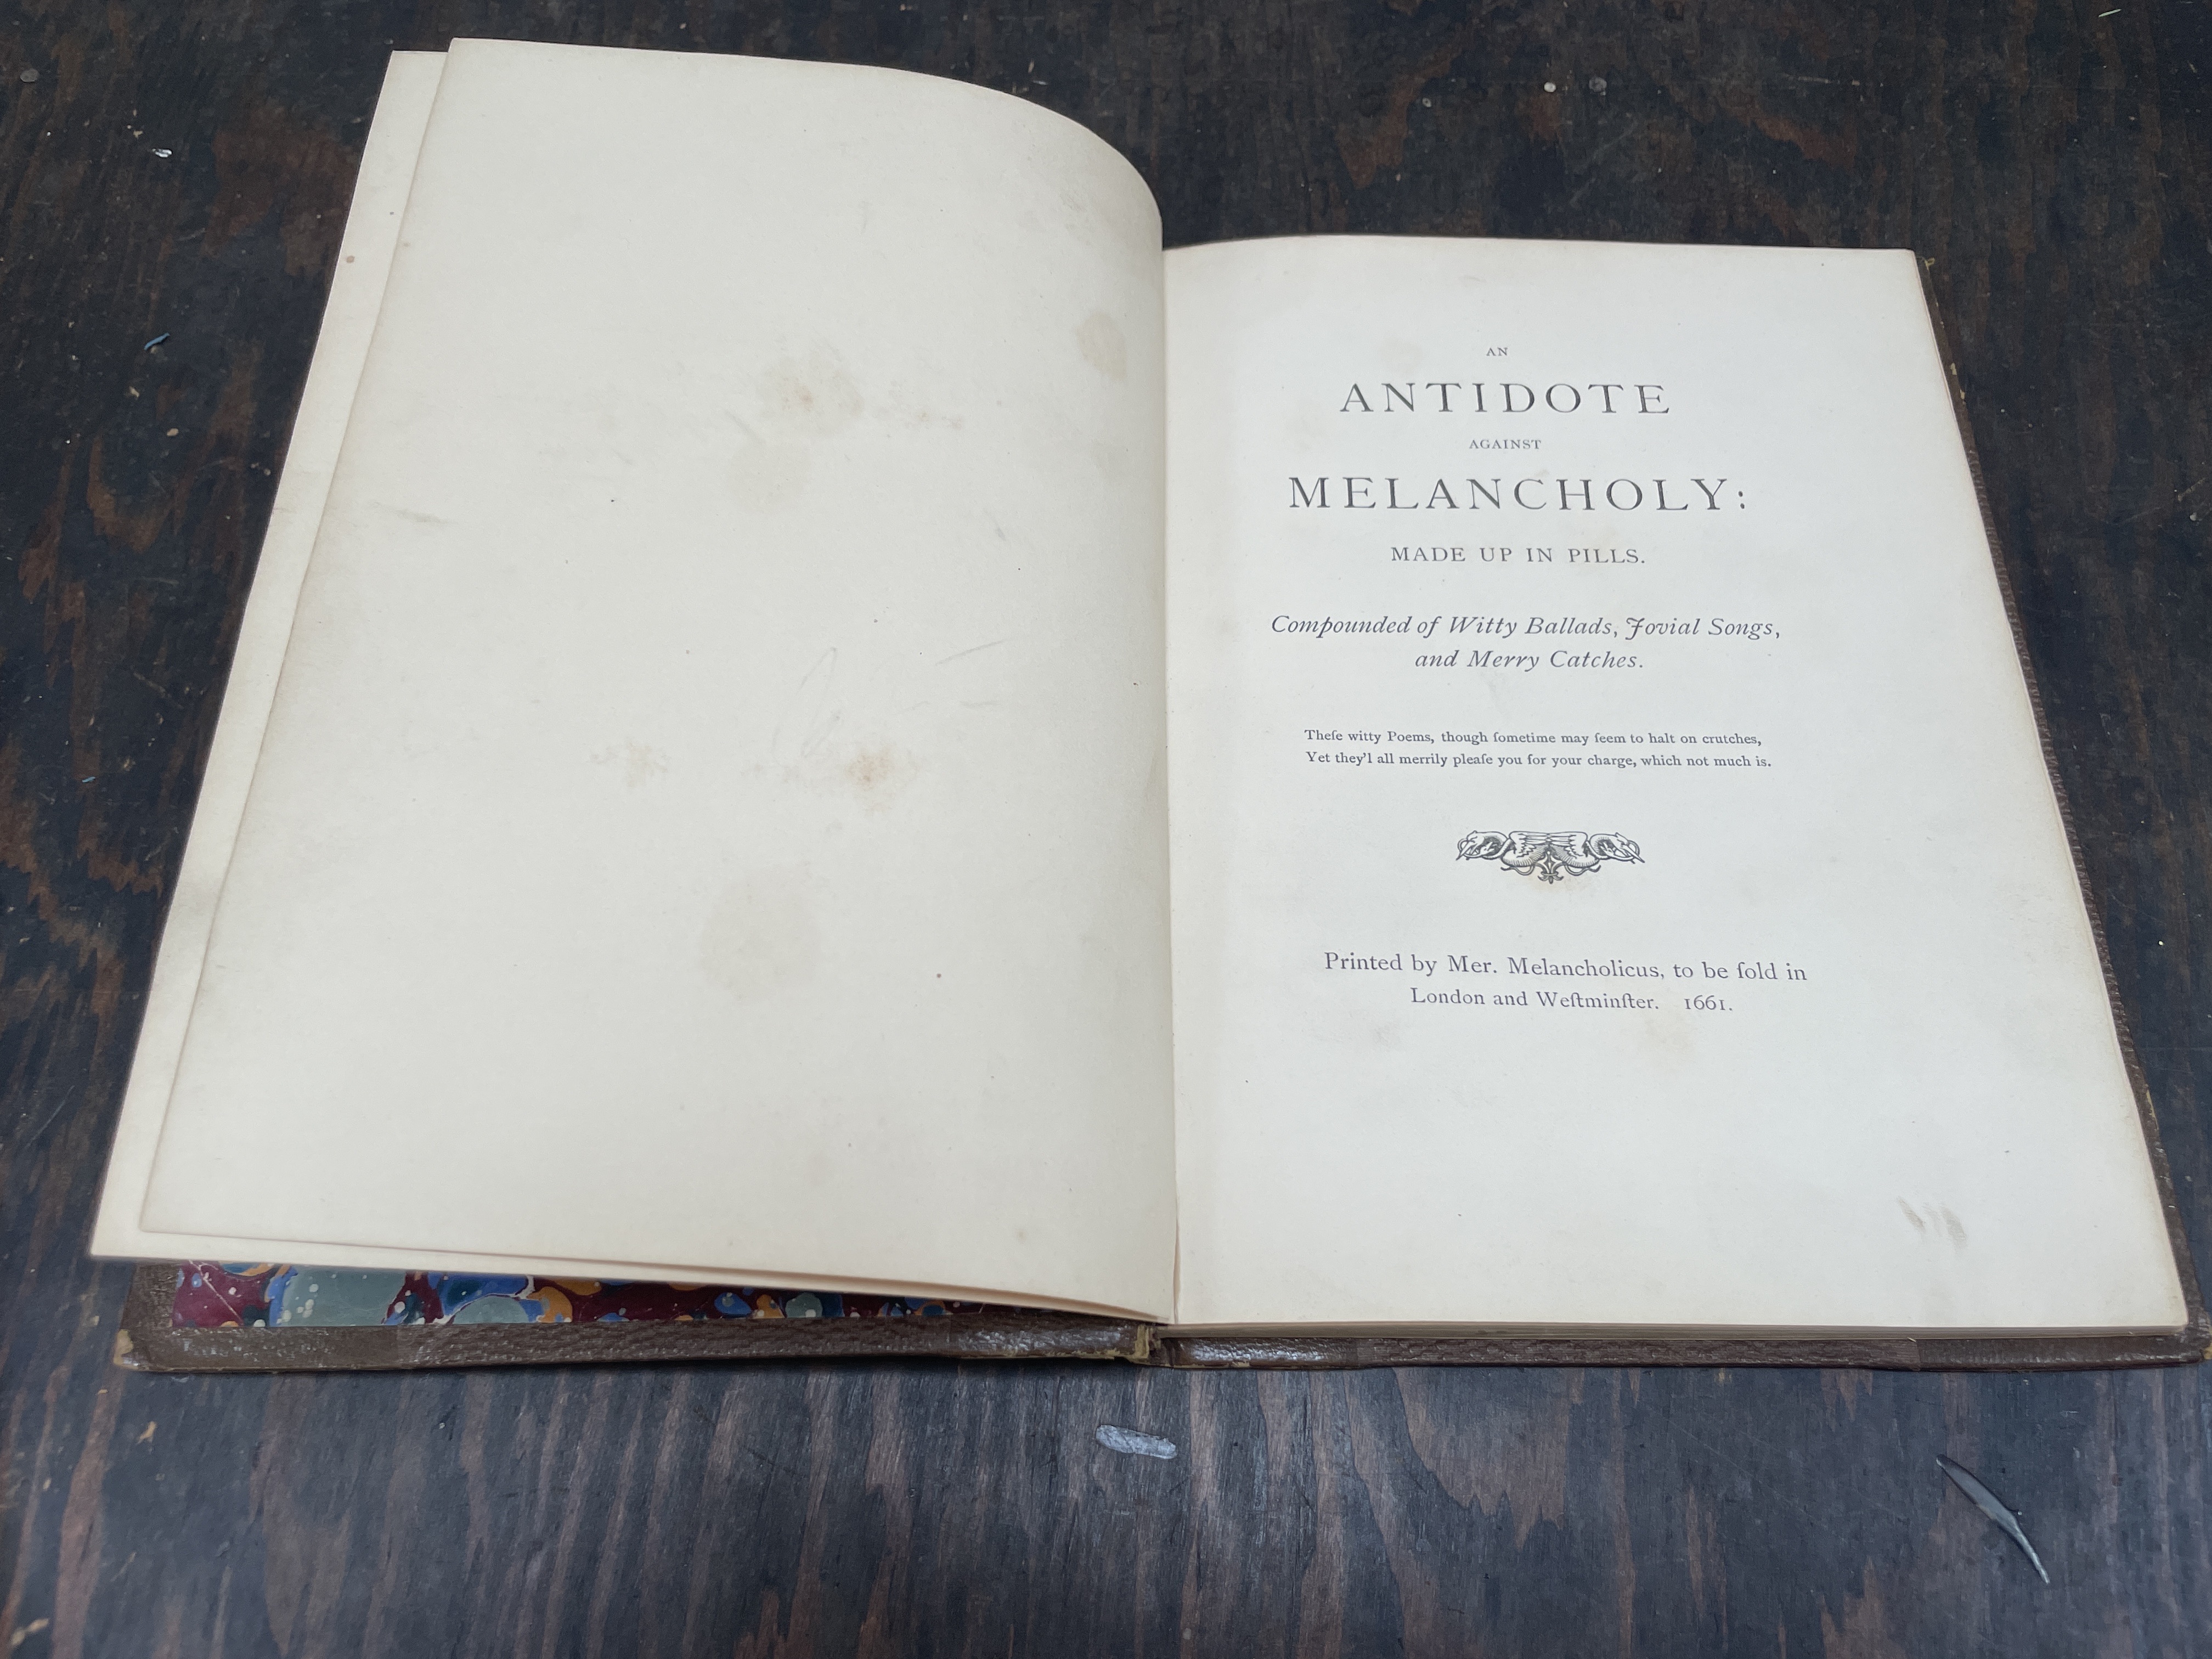 AN
ANTIDOTE
AGAINST
MELANCHOLY:
MADE UP IN PILLS.
Compounded of Witty Ballads, Jovial Songs,
and Merry Catches.
Theſe witty Poems, though ſometime may ſeem to halt on crutches,
Yet they'l all merrily pleaſe you for your charge, which not much is.
Printed by Mer. Melancholicus, to be ſold in
London and Weſtminſter. 1661.